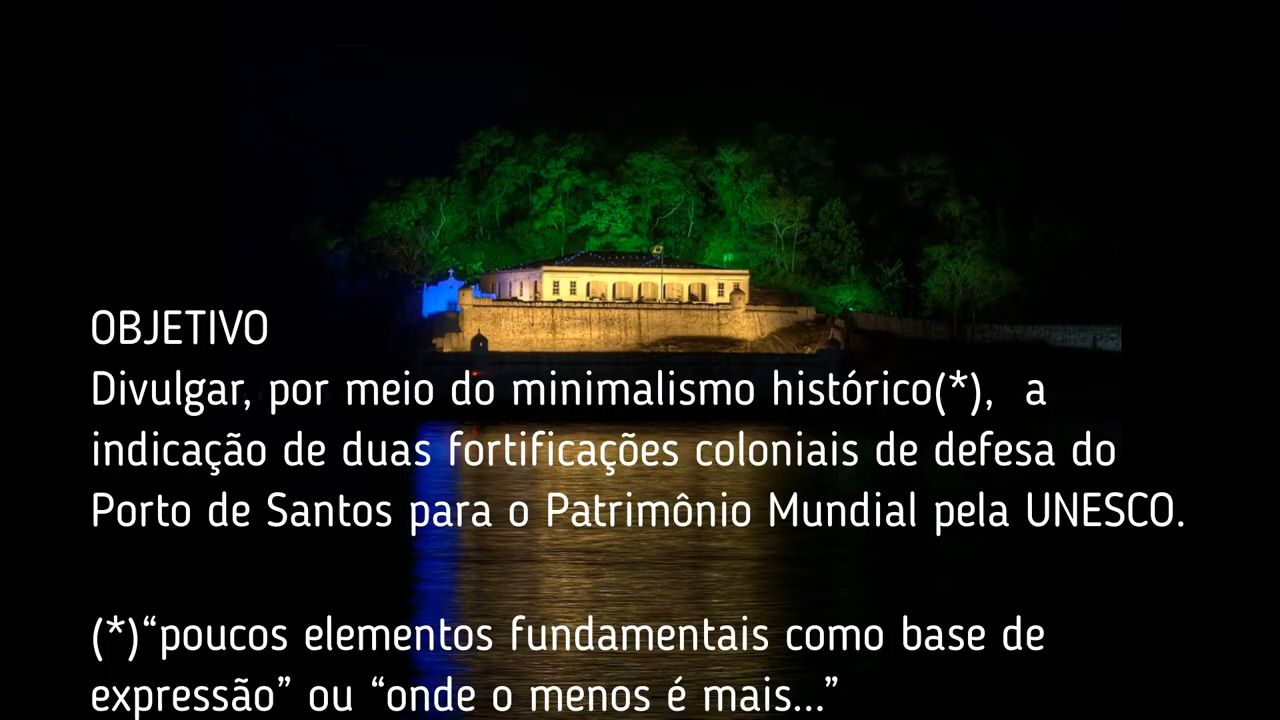 OBJETIVO
Divulgar, por meio do minimalismo histórico(*),  a
indicação de duas fortificações coloniais de defesa do
Porto de Santos para o Patrimônio Mundial pela UNESCO.
(*)“poucos elementos fundamentais como base de
expressão” ou “onde o menos é mais...”